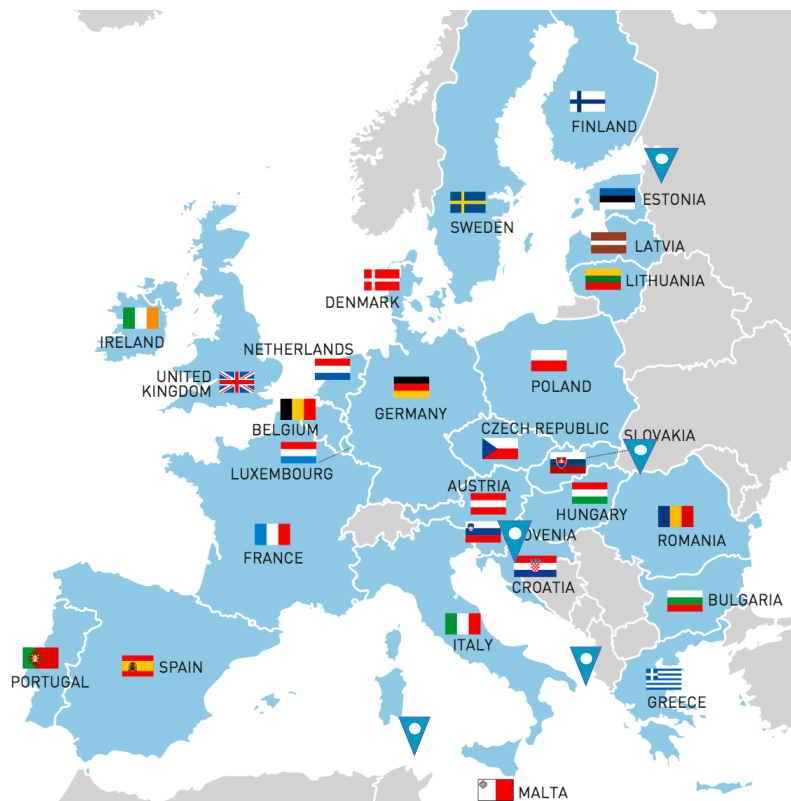 FINLAND
ESTONIA
SWEDEN
LATVIA
LITHUANIA
DENMARK
IRELAND
NETHERLANDS
UNITED
KINGDOM
POLAND
GERMANY
BELGIUM
CZECH REPUBLIC
SLOVAKIA
LUXEMBOURG
AUSTRIA
HUNGARY
OVENIA
ROMANIA
FRANCE
CROATIA
BULGARIA
ITALY
SPAIN
PORTUGAL
GREECE
MALTA